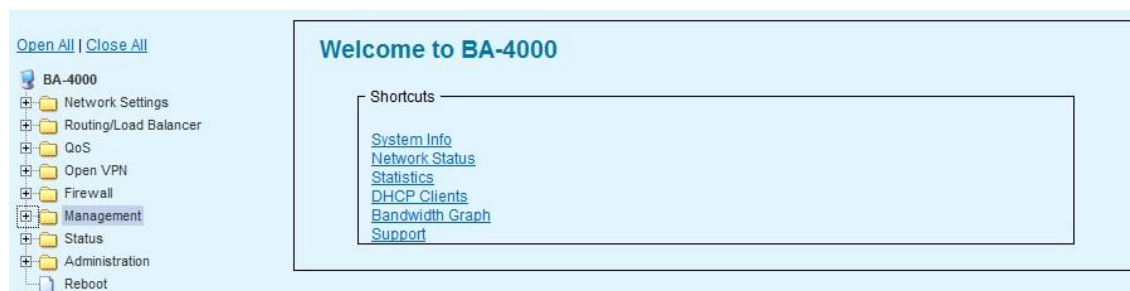 Open All | Close All
BA-4000
Network Settings
Routing/Load Balancer
QoS
Open VPN
Firewall
Management
Status
Administration
Reboot
Welcome to BA-4000
Shortcuts
System Info
Network Status
Statistics
DHCP Clients
Bandwidth Graph
Support